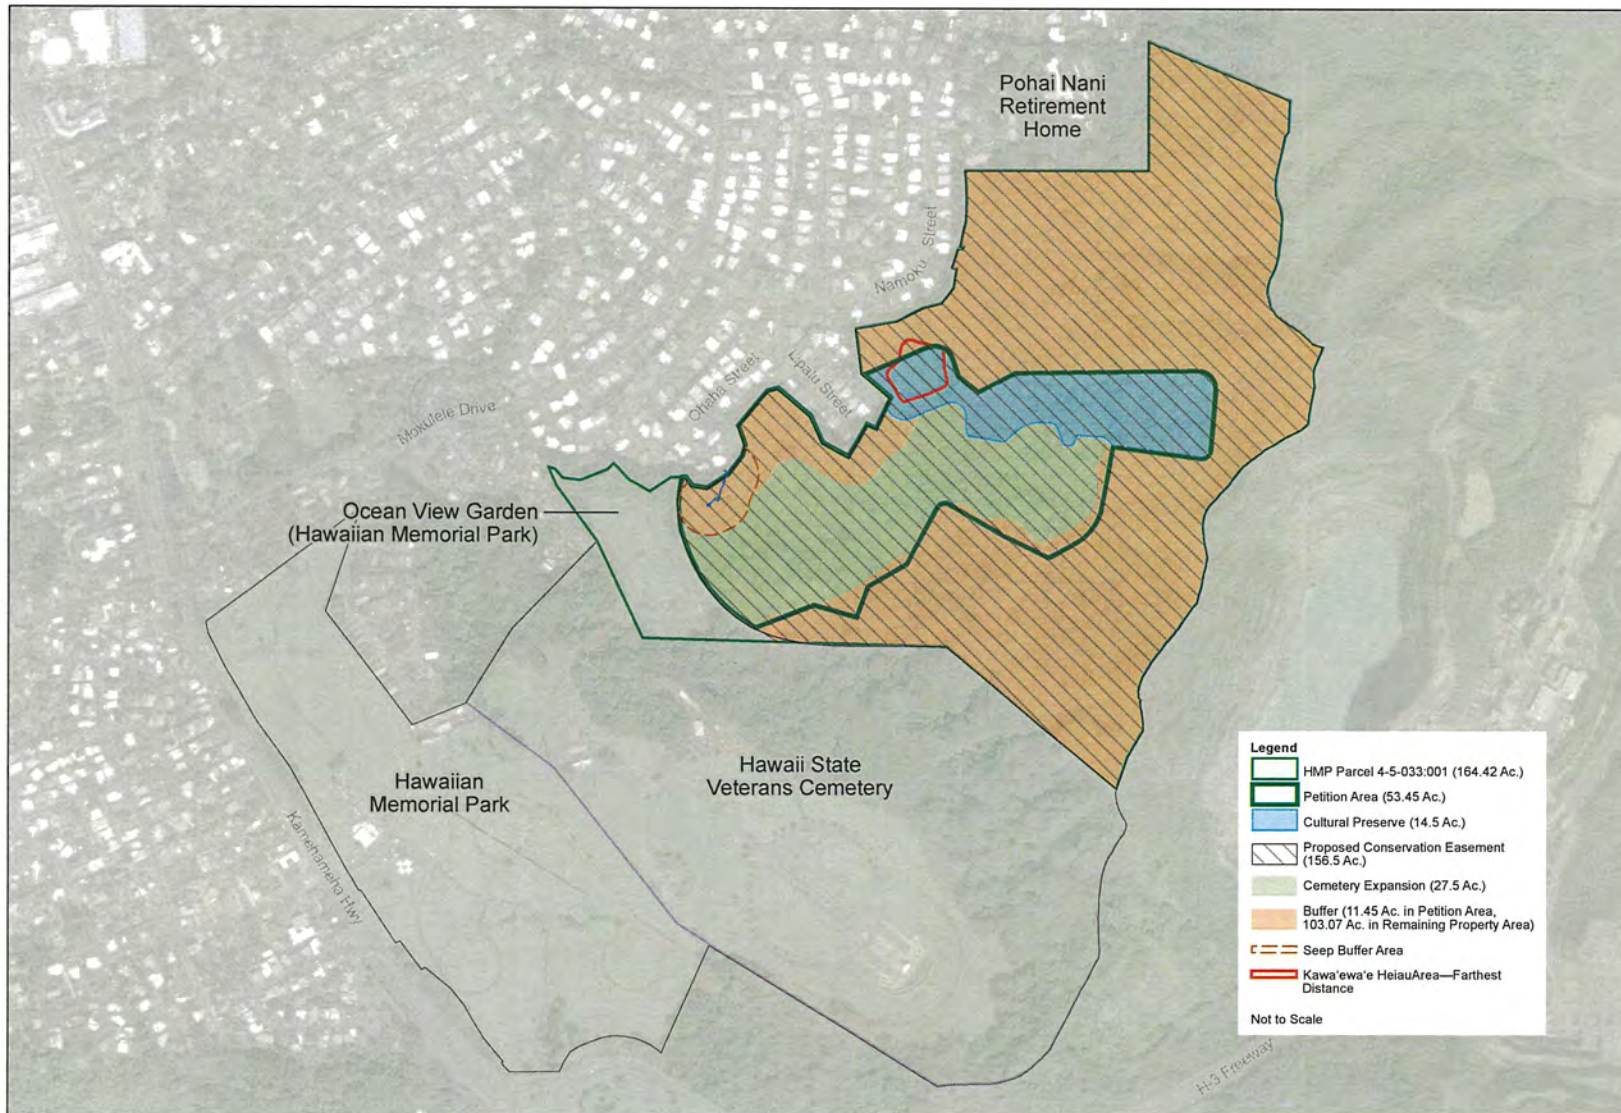 Pohai Nani
Retirement
Home
Namoku Street
Lipalu Street
Ohaha Street
Mokulele Drive
Ocean View Garden
(Hawaiian Memorial Park)
Hawaiian
Memorial Park
Hawaii State
Veterans Cemetery
Kamehameha Hwy
H-3 Freeway
Legend
HMP Parcel 4-5-033:001 (164.42 Ac.)
Petition Area (53.45 Ac.)
Cultural Preserve (14.5 Ac.)
Proposed Conservation Easement
(156.5 Ac.)
Cemetery Expansion (27.5 Ac.)
Buffer (11.45 Ac. in Petition Area,
103.07 Ac. in Remaining Property Area)
Seep Buffer Area
Kawa'ewa'e HeiauArea—Farthest
Distance
Not to Scale